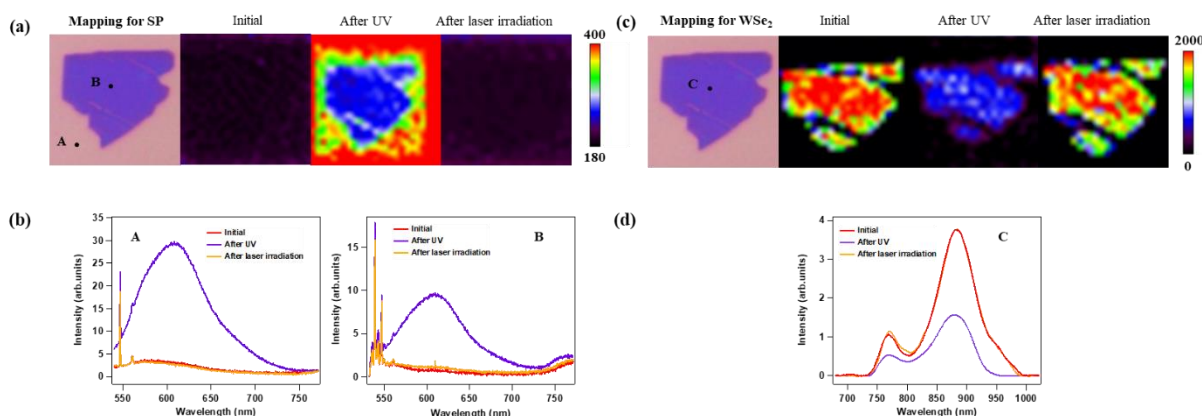 (a)
Mapping for SP
Initial
After UV
After laser irradiation
B
A
400
180
(c)
Mapping for WSe₂
Initial
After UV
After laser irradiation
C
2000
0
(b)
35
30
25
20
15
10
5
0
Intensity (arb.units)
A
Initial
After UV
After laser irradiation
550 600 650 700 750
Wavelength (nm)
15
10
5
0
Intensity (arb.units)
Initial
After UV
After laser irradiation
B
550 600 650 700 750
Wavelength (nm)
(d)
4
3
2
1
0
Intensity (arb.units)
Initial
After UV
After laser irradiation
C
700 750 800 850 900 950 1000
Wavelength (nm)